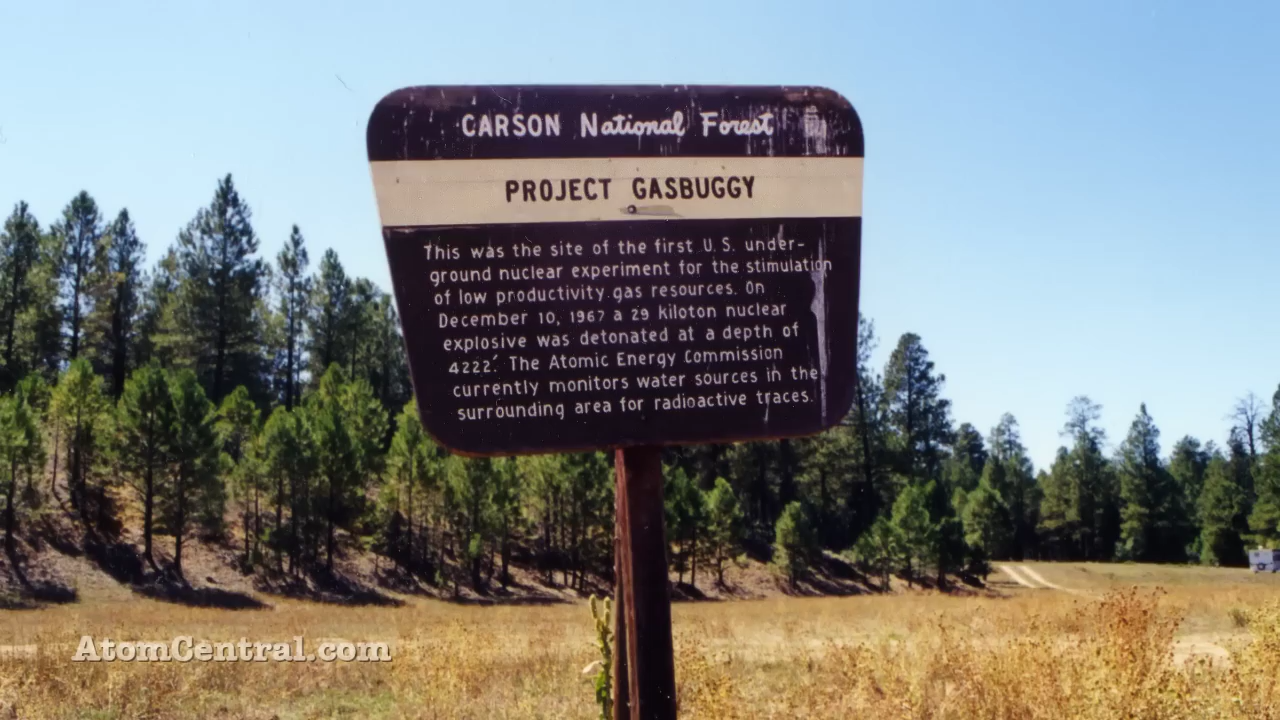 CARSON National Forest
PROJECT GASBUGGY
This was the site of the first U.S. under-
ground nuclear experiment for the stimulation
of low productivity gas resources. On
December 10, 1967 a 29 kiloton nuclear
explosive was detonated at a depth of
4222'. The Atomic Energy Commission
currently monitors water sources in the
surrounding area for radioactive traces.
AtomCentral.com